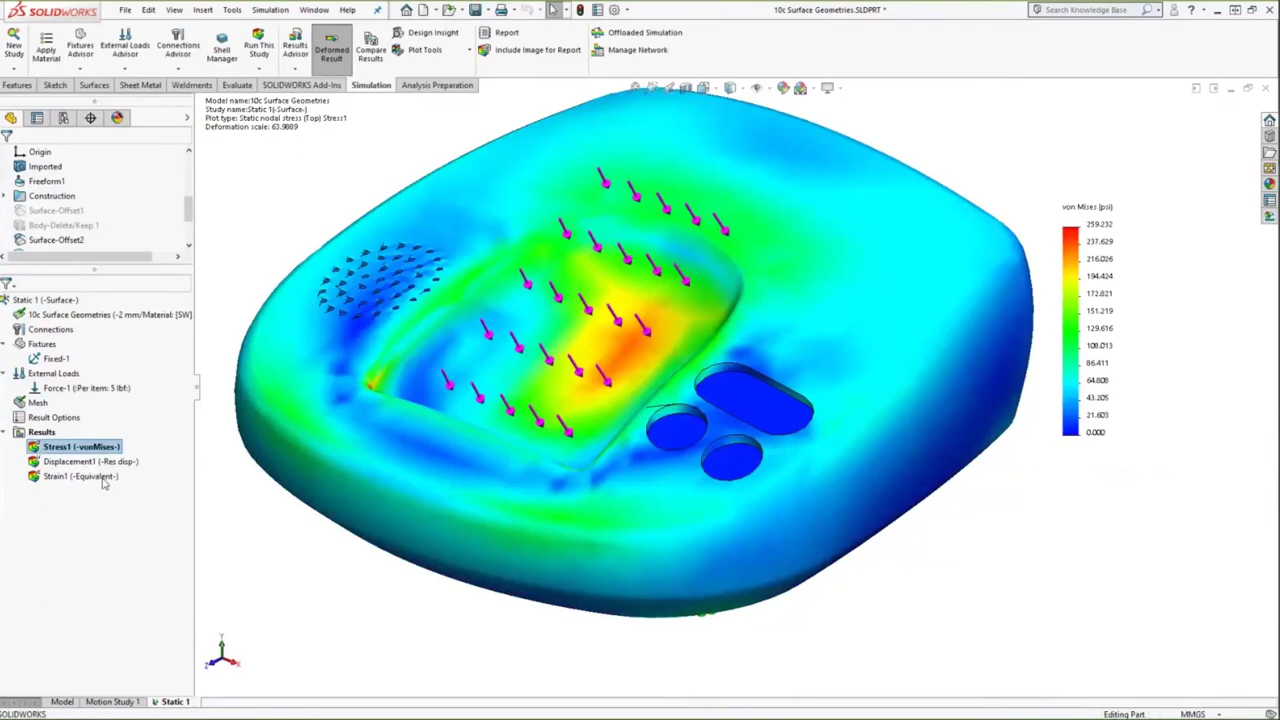 SOLIDWORKS File Edit View Insert Tools Simulation Window Help 10c Surface Geometries.SLDPRT * Search Knowledge Base
New Study Apply Material Fixtures Advisor External Loads Advisor Connections Advisor Shell Manager Run This Study Results Advisor Deformed Result Compare Results Design Insight Plot Tools Report Include Image for Report Offloaded Simulation Manage Network
Features Sketch Surfaces Sheet Metal Weldments Evaluate SOLIDWORKS Add-Ins Simulation Analysis Preparation
Model name:10c Surface Geometries
Study name:Static 1(-Surface-)
Plot type: Static nodal stress (Top) Stress1
Deformation scale: 63.9889
Origin
Imported
Freeform1
Construction
Surface-Offset1
Body-Delete/Keep 1
Surface-Offset2
Static 1 (-Surface-)
10c Surface Geometries (-2 mm/Material: [SW]
Connections
Fixtures
Fixed-1
External Loads
Force-1 (:Per item: 5 lbf:)
Mesh
Result Options
Results
Stress1 (-vonMises-)
Displacement1 (-Res disp-)
Strain1 (-Equivalent-)
von Mises (psi)
259.232
237.629
216.026
194.424
172.821
151.219
129.616
108.013
86.411
64.808
43.205
21.603
0.000
Y
Z X
Model Motion Study 1 Static 1
SOLIDWORKS Editing Part MMGS